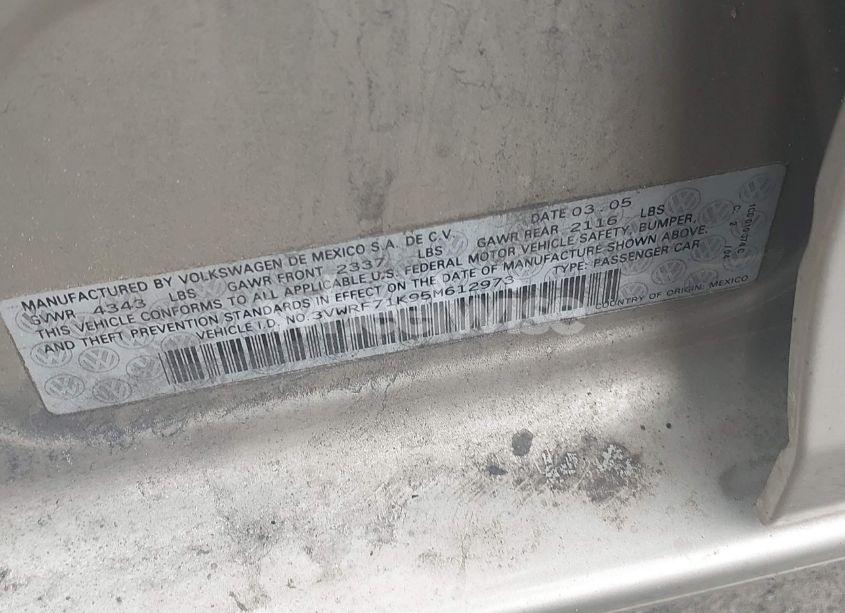 MANUFACTURED BY VOLKSWAGEN DE MEXICO S.A. DE C.V. DATE 03.05
GVWR 4343 LBS GAWR FRONT 2337 LBS GAWR REAR 2116 LBS
THIS VEHICLE CONFORMS TO ALL APPLICABLE U.S. FEDERAL MOTOR VEHICLE SAFETY, BUMPER,
AND THEFT PREVENTION STANDARDS IN EFFECT ON THE DATE OF MANUFACTURE SHOWN ABOVE.
VEHICLE I.D. NO. 3VWRF71K95M612973 TYPE: PASSENGER CAR
COUNTRY OF ORIGIN: MEXICO